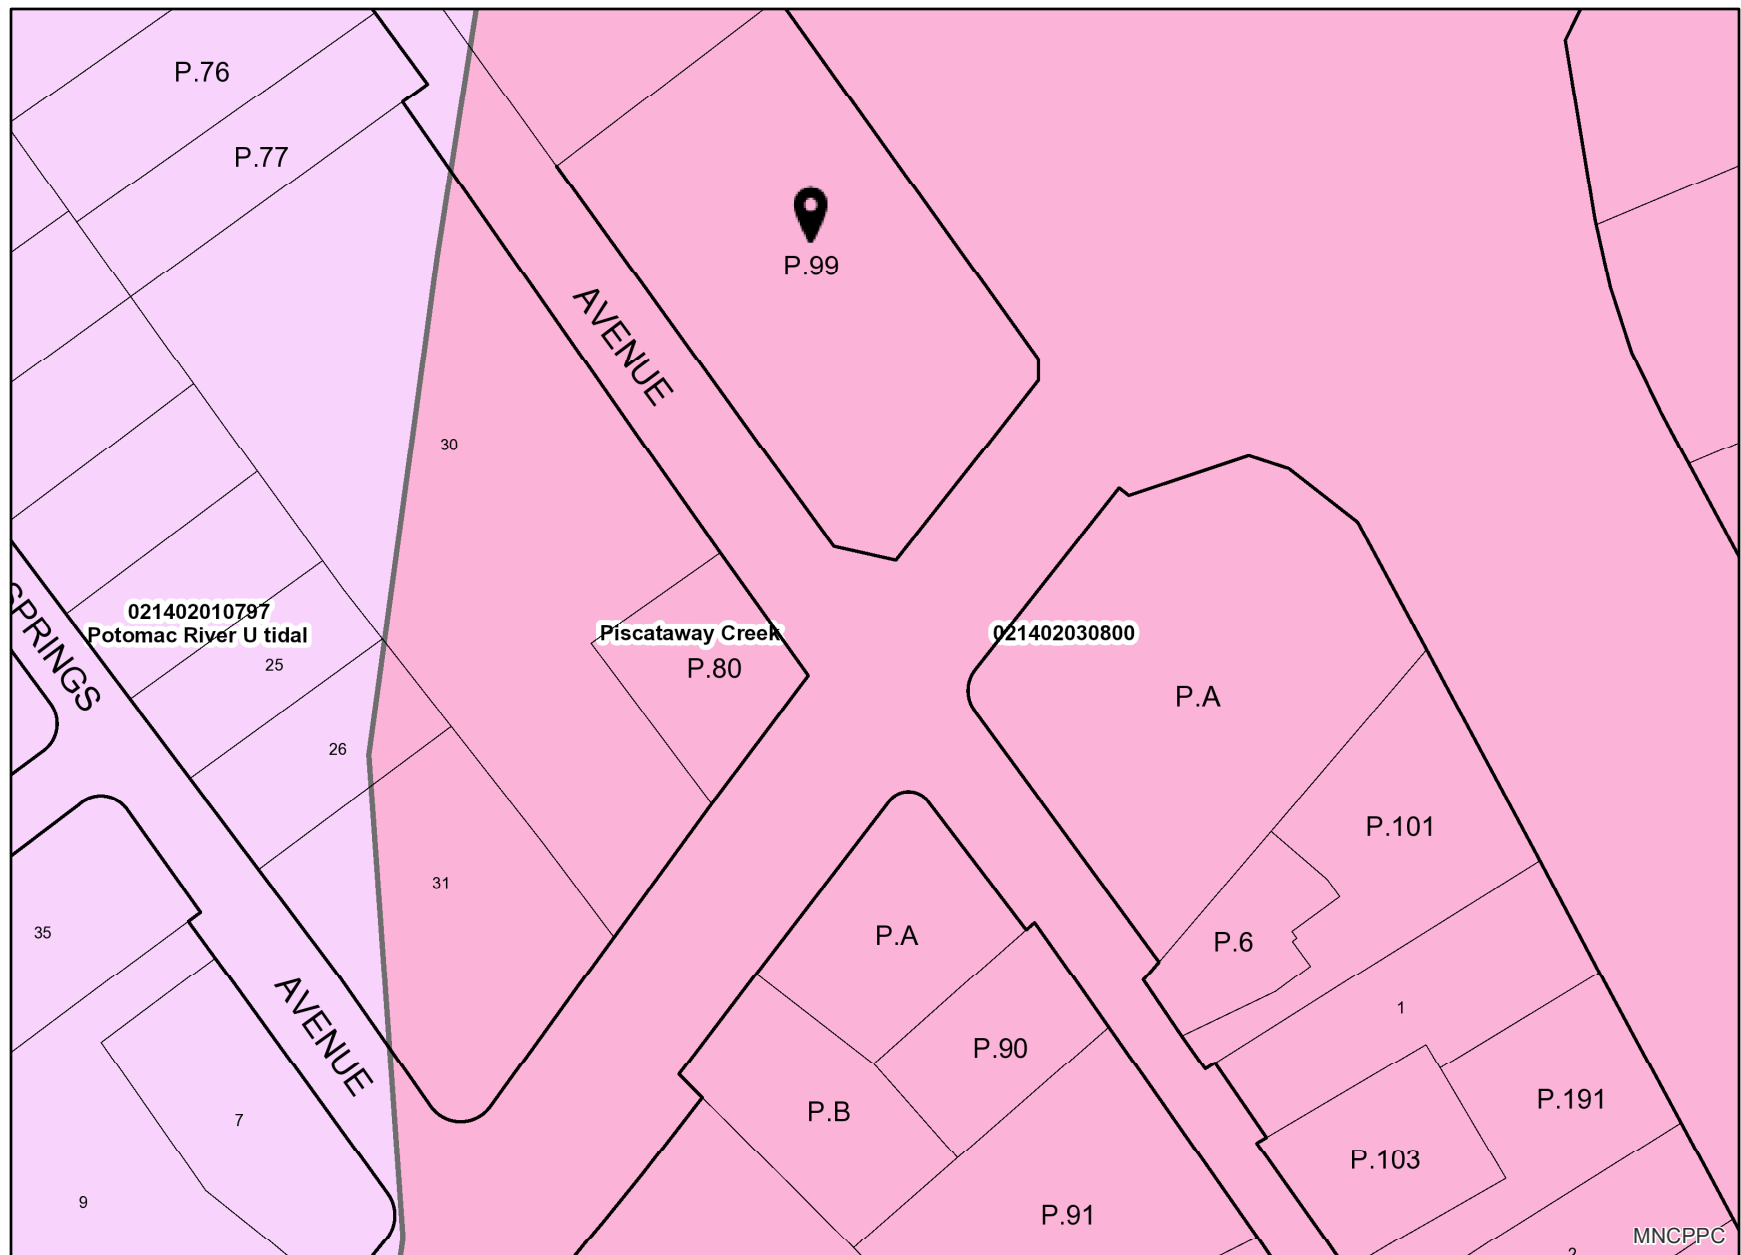 P.76
P.77
P.99
AVENUE
30
021402010797
Potomac River U tidal
Piscataway Creek
021402030800
SPRINGS
25
P.80
P.A
26
P.101
31
35
P.A
P.6
AVENUE
1
P.90
P.191
P.B
7
P.103
9
P.91
MNCPPC
2